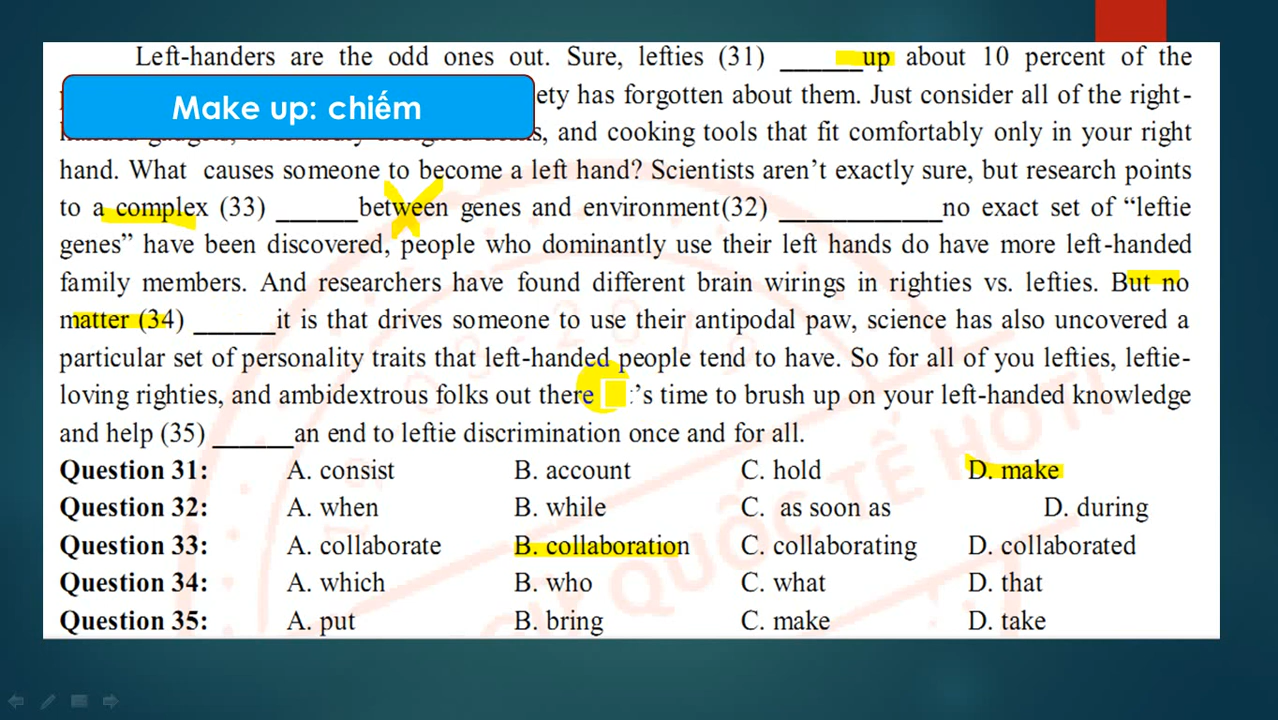 Left-handers are the odd ones out. Sure, lefties (31) ______up about 10 percent of the
Make up: chiếm
ety has forgotten about them. Just consider all of the right-
and cooking tools that fit comfortably only in your right
hand. What causes someone to become a left hand? Scientists aren't exactly sure, but research points
to a complex (33) ______between genes and environment(32) ____________no exact set of “leftie
genes” have been discovered, people who dominantly use their left hands do have more left-handed
family members. And researchers have found different brain wirings in righties vs. lefties. But no
matter (34) ______it is that drives someone to use their antipodal paw, science has also uncovered a
particular set of personality traits that left-handed people tend to have. So for all of you lefties, leftie-
loving righties, and ambidextrous folks out there 's time to brush up on your left-handed knowledge
and help (35) ______an end to leftie discrimination once and for all.
Question 31: A. consist B. account C. hold D. make
Question 32: A. when B. while C. as soon as D. during
Question 33: A. collaborate B. collaboration C. collaborating D. collaborated
Question 34: A. which B. who C. what D. that
Question 35: A. put B. bring C. make D. take